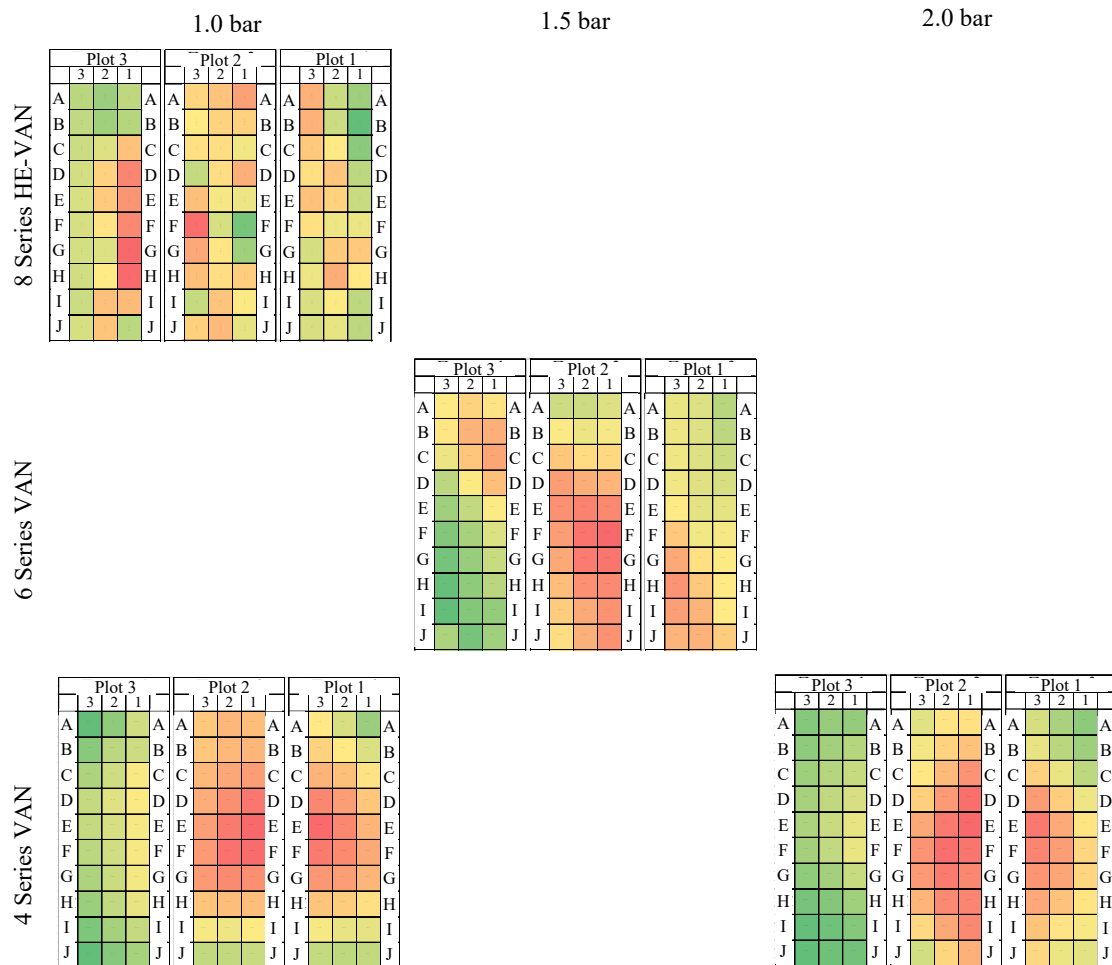 1.0 bar 1.5 bar 2.0 bar
8 Series HE-VAN
Plot 3 Plot 2 Plot 1
3 2 1 3 2 1 3 2 1
A A A A A A
B B B B B B
C C C C C C
D D D D D D
E E E E E E
F F F F F F
G G G G G G
H H H H H H
I I I I I I
J J J J J J
6 Series VAN
Plot 3 Plot 2 Plot 1
3 2 1 3 2 1 3 2 1
A A A A A A
B B B B B B
C C C C C C
D D D D D D
E E E E E E
F F F F F F
G G G G G G
H H H H H H
I I I I I I
J J J J J J
4 Series VAN
Plot 3 Plot 2 Plot 1
3 2 1 3 2 1 3 2 1
A A A A A A
B B B B B B
C C C C C C
D D D D D D
E E E E E E
F F F F F F
G G G G G G
H H H H H H
I I I I I I
J J J J J J
Plot 3 Plot 2 Plot 1
3 2 1 3 2 1 3 2 1
A A A A A A
B B B B B B
C C C C C C
D D D D D D
E E E E E E
F F F F F F
G G G G G G
H H H H H H
I I I I I I
J J J J J J